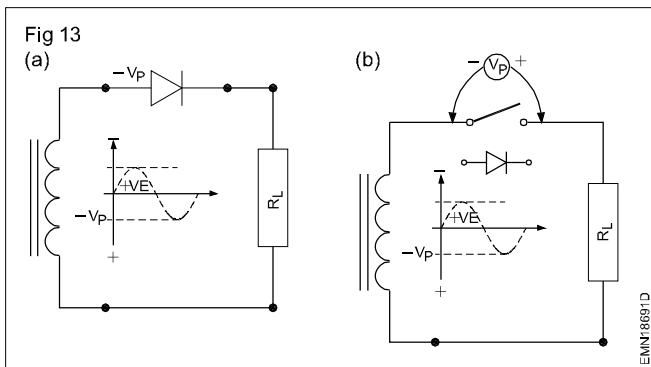 Fig 13
(a)
−VP
−
+VE
−VP
+
RL
(b)
− VP +
−
+VE
−VP
+
RL
EMN18691D